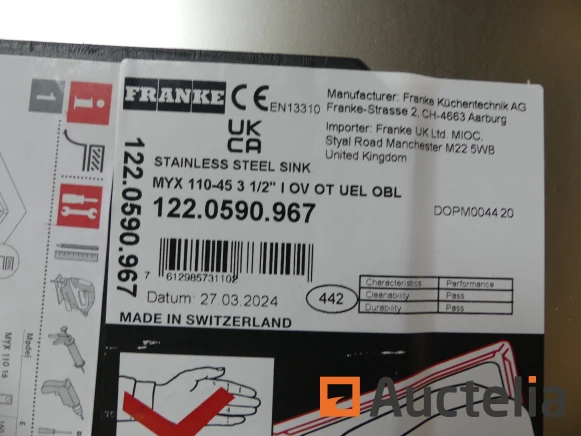 FRANKE
CE
EN13310
Manufacturer: Franke Küchentechnik AG
Franke-Strasse 2, CH-4663 Aarburg
UK
CA
Importer: Franke UK Ltd. MIOC,
Styal Road Manchester M22 5WB
United Kingdom
STAINLESS STEEL SINK
MYX 110-45 3 1/2" I OV OT UEL OBL
122.0590.967
DOPM004420
122.0590.967
7 612985731102
Datum: 27.03.2024
442
Characteristics Performance
Cleanability Pass
Durability Pass
MADE IN SWITZERLAND
1
i
Model
MYX 110 16
Auctelia